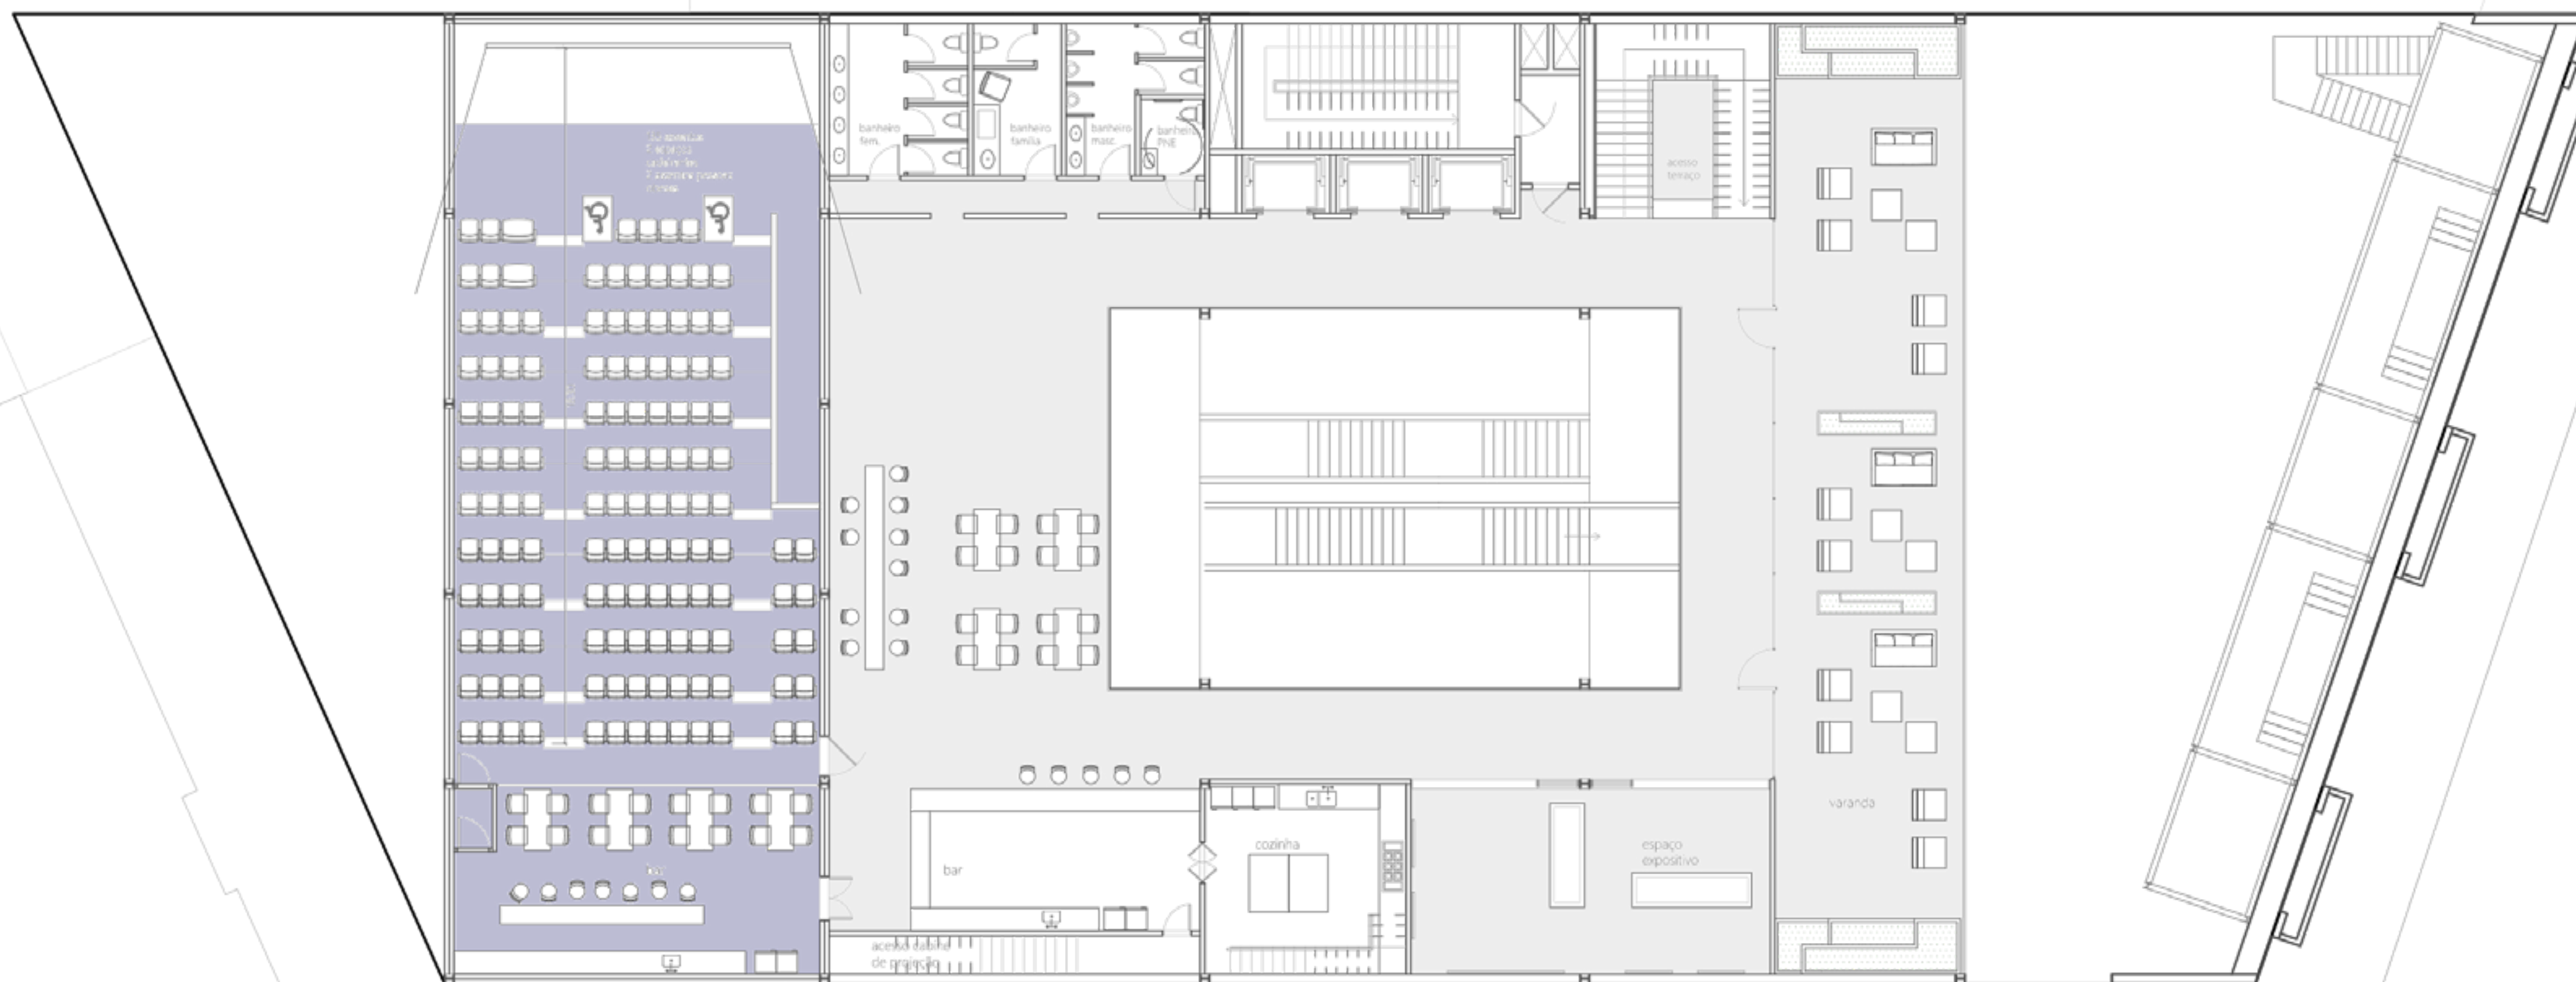 banheiro
fem.
banheiro
família
banheiro
masc.
banheiro
PNE
acesso
terraço
varanda
espaço
expositivo
cozinha
bar
bar
acesso cabine
de projeção